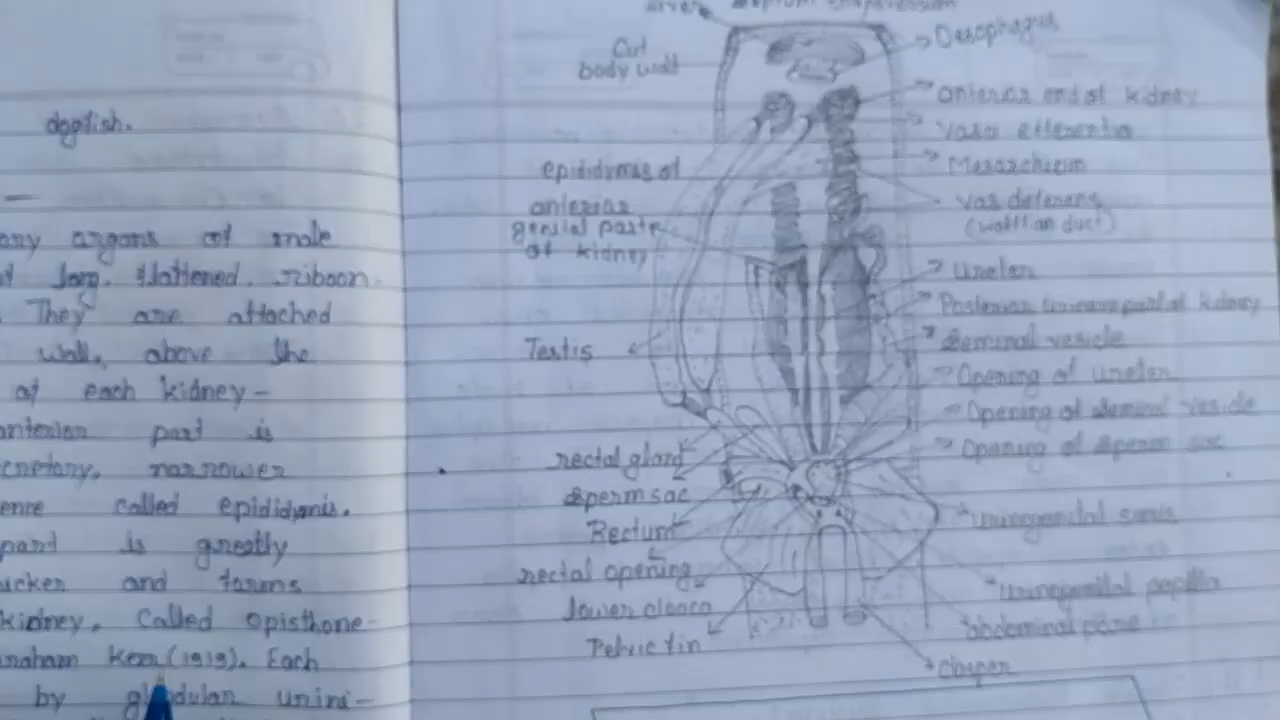 dogfish.
any organs of male
long, flattened, riboon-
They are attached
wall, above the
of each kidney -
anterior part is
cretory, narrower
ence called epididymis.
part is greatly
icker and forms
kidney, called opisthone-
raham Kerr (1919). Each
by glandular urini-
Cut
body wall
epididymis of
anterior
genital parts
of kidney
Testis
rectal gland
Sperm sac
Rectum
rectal opening
lower cloaca
Pelvic fin
Oesophagus
anterior end of kidney
Vasa efferentia
Mesorchium
vas deferens
(wolffian duct)
Ureter
Posterior urinary part of kidney
Seminal vesicle
Opening of ureter
Opening of seminal vesicle
Opening of sperm sac
Urinogenital sinus
Urinogenital papilla
abdominal pore
Clasper